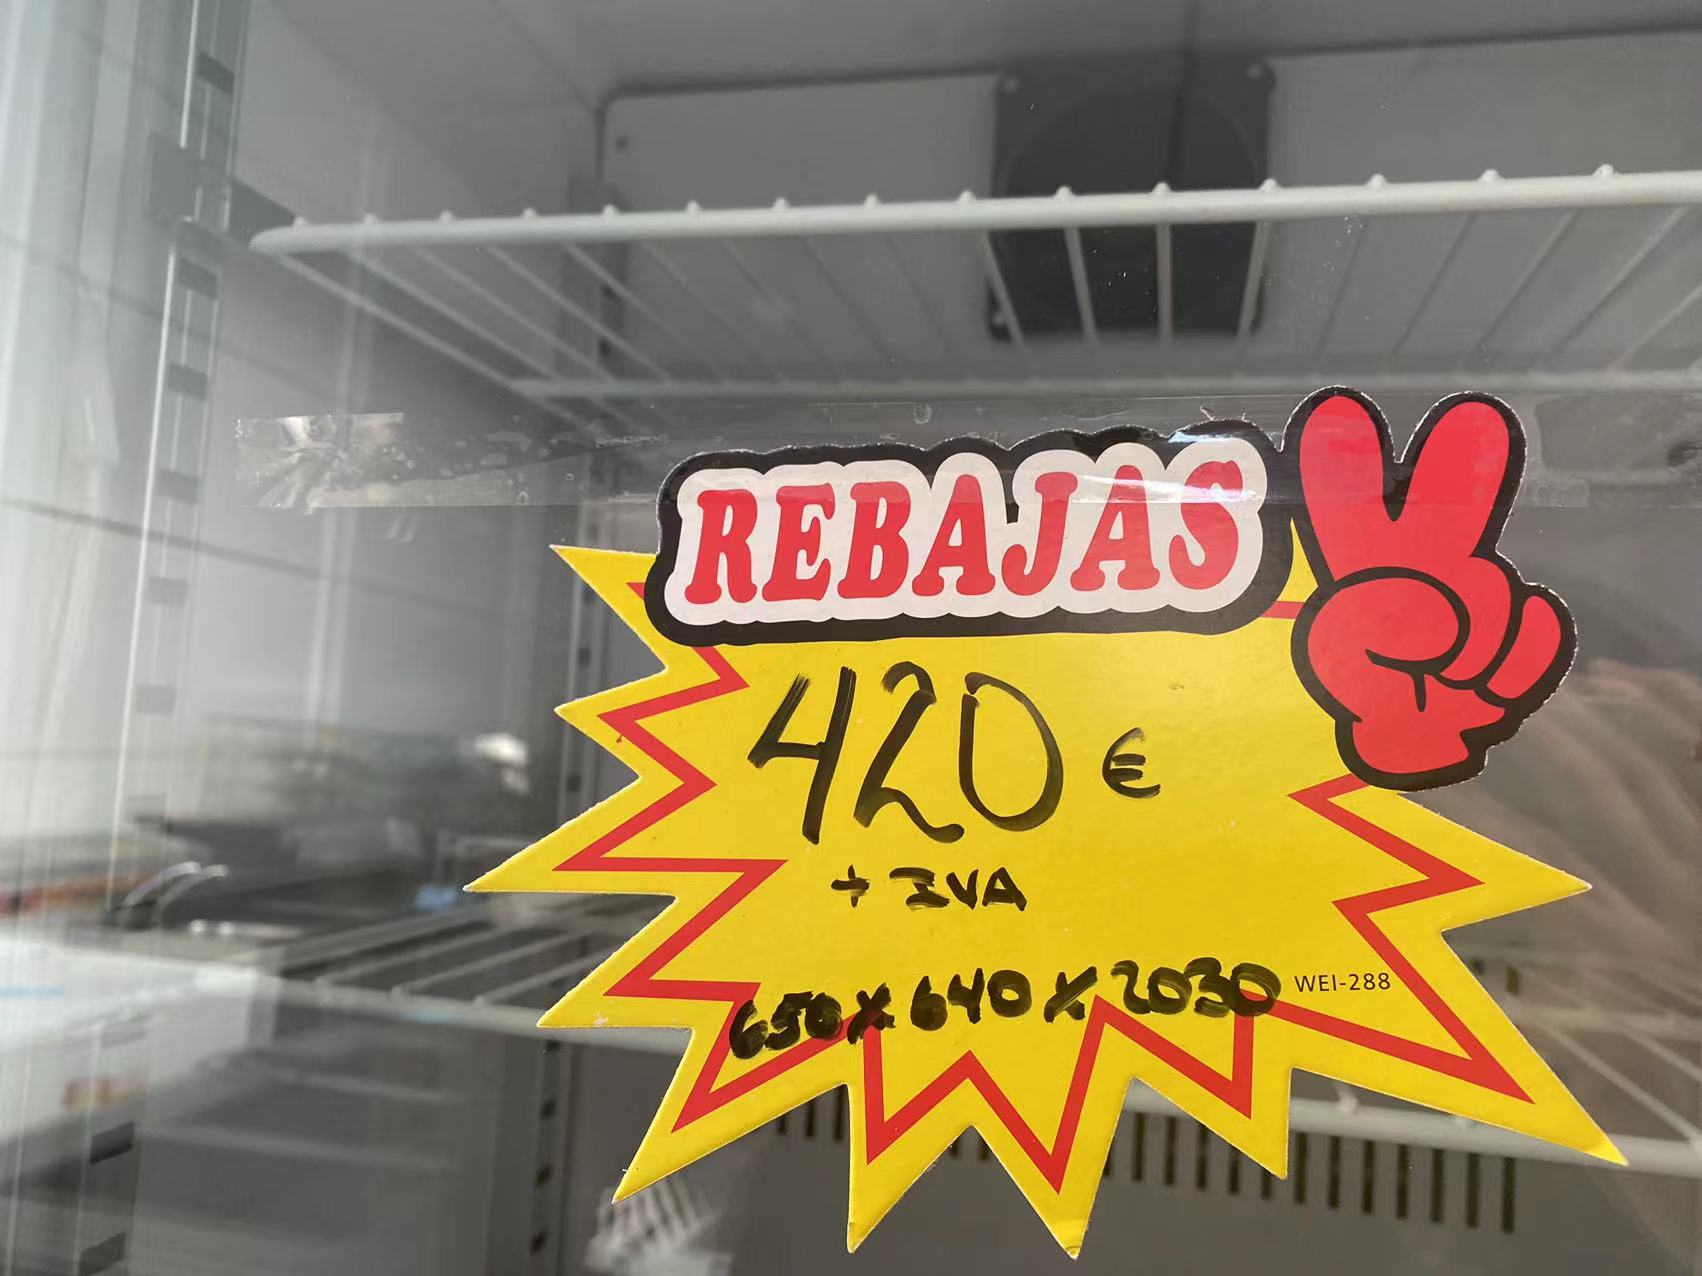 REBAJAS
420 €
+ IVA
650 x 640 x 2030
WEI-288